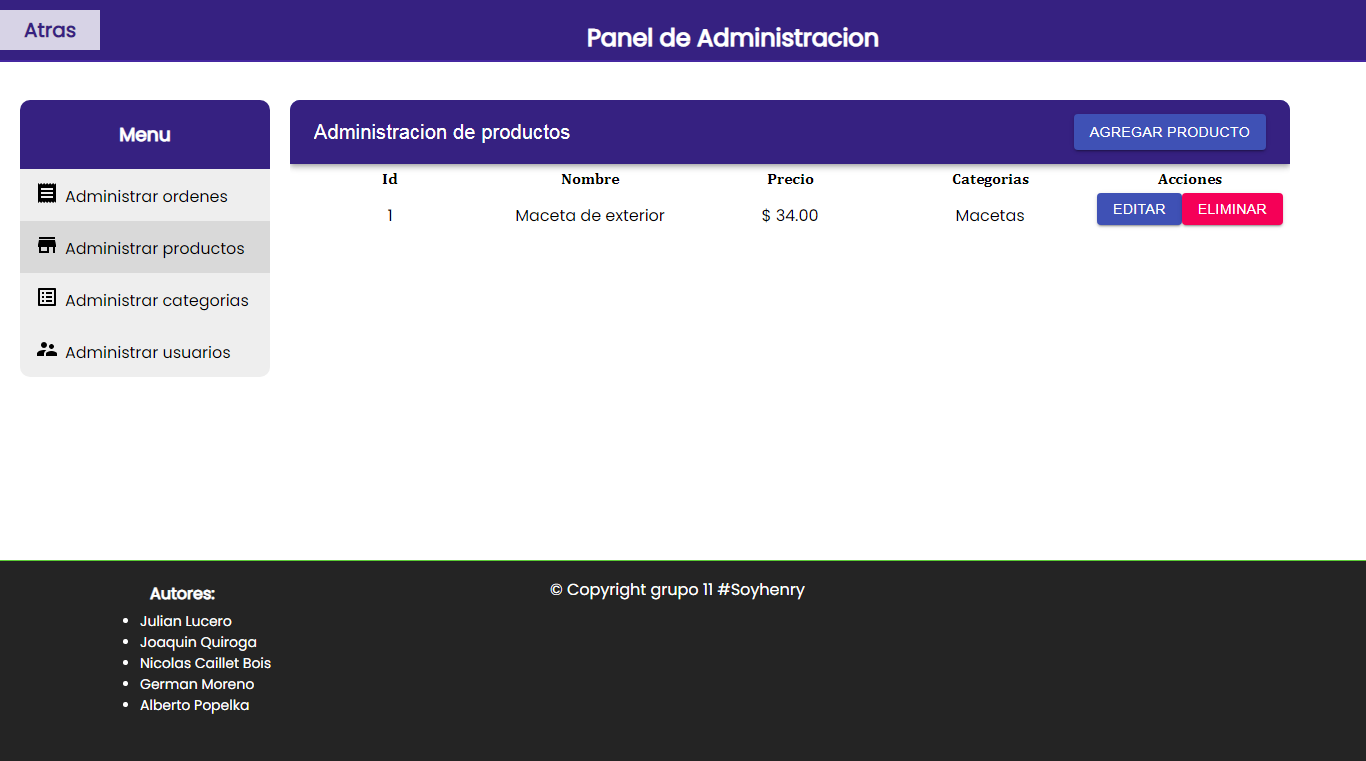 Atras
Panel de Administracion
Menu
Administrar ordenes
Administrar productos
Administrar categorias
Administrar usuarios
Administracion de productos
AGREGAR PRODUCTO
Id Nombre Precio Categorias Acciones
1 Maceta de exterior $ 34.00 Macetas EDITAR ELIMINAR
Autores:
Julian Lucero
Joaquin Quiroga
Nicolas Caillet Bois
German Moreno
Alberto Popelka
© Copyright grupo 11 #Soyhenry